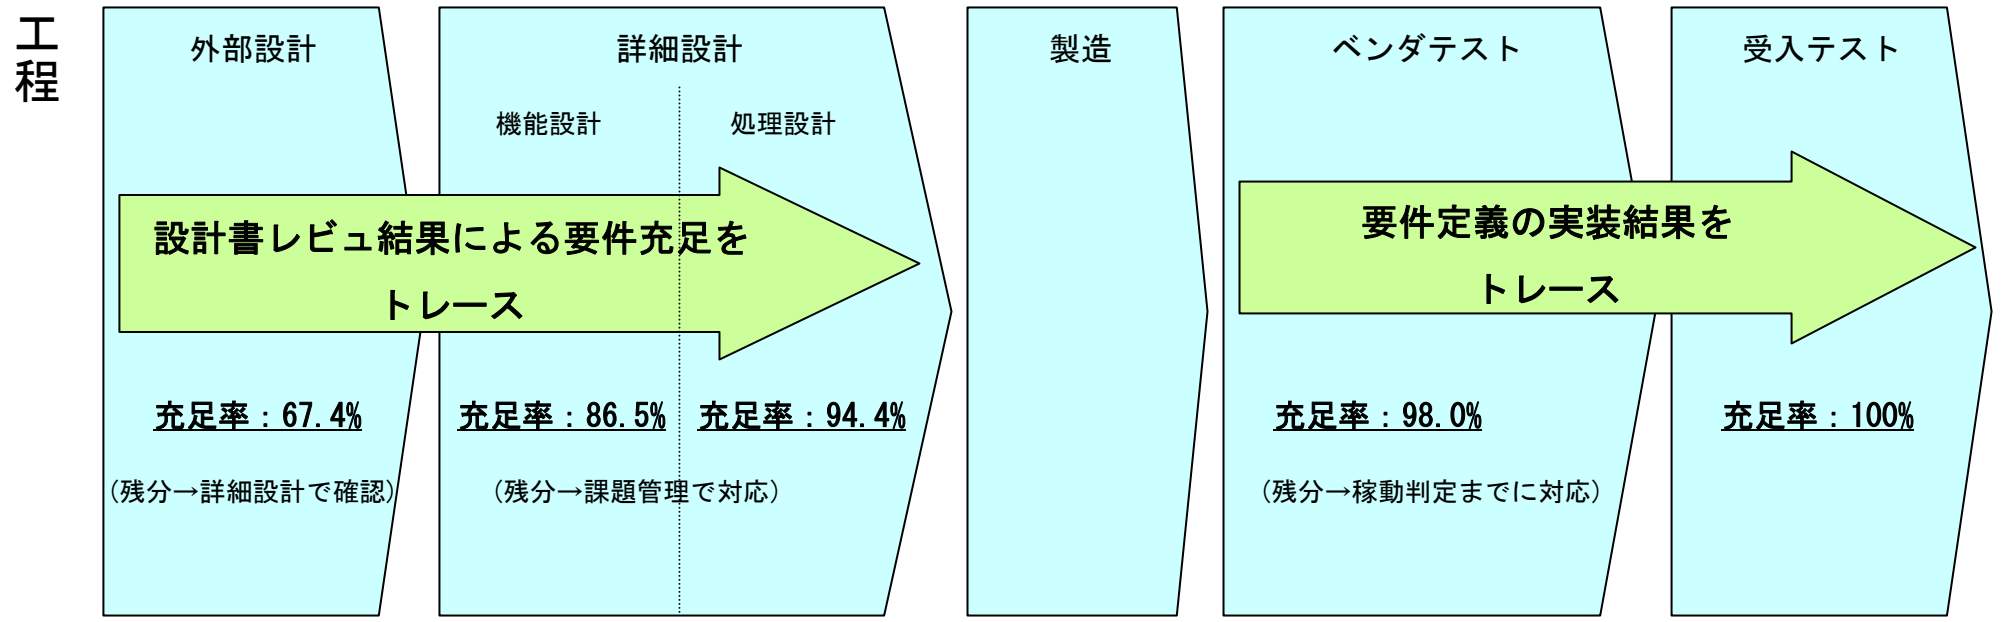 工程
外部設計
詳細設計
製造
ベンダテスト
受入テスト
機能設計
処理設計
設計書レビュ結果による要件充足を
トレース
要件定義の実装結果を
トレース
充足率：67.4%
充足率：86.5%
充足率：94.4%
充足率：98.0%
充足率：100%
（残分→詳細設計で確認）
（残分→課題管理で対応）
（残分→稼動判定までに対応）